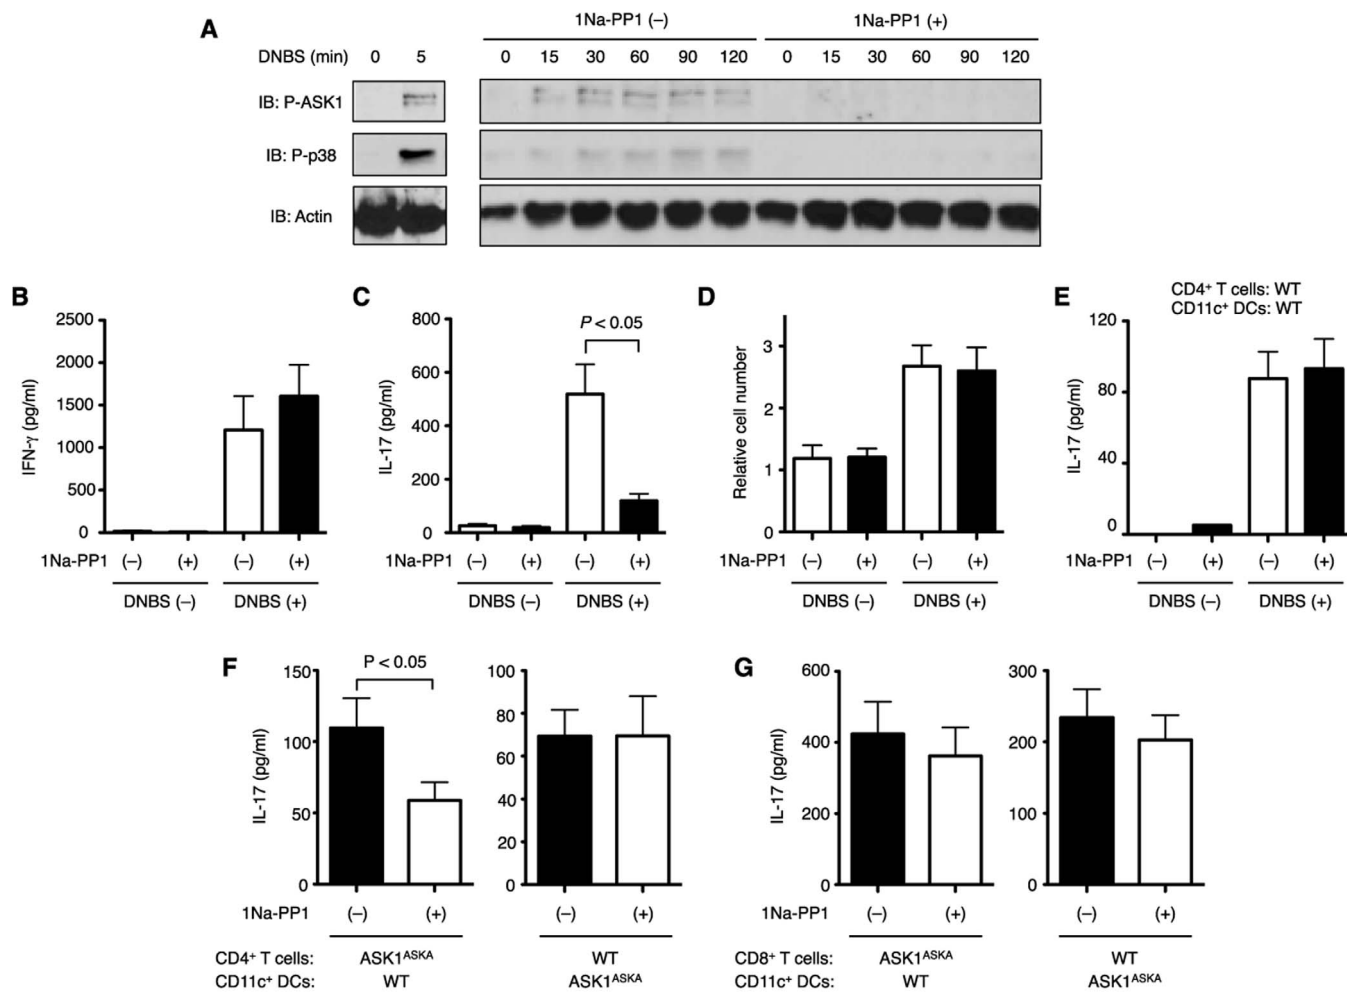 A
1Na-PP1 (–) 1Na-PP1 (+)
DNBS (min) 0 5 0 15 30 60 90 120 0 15 30 60 90 120
IB: P-ASK1
IB: P-p38
IB: Actin
B
IFN-γ (pg/ml)
2500
2000
1500
1000
500
0
1Na-PP1 (–) (+) (–) (+)
DNBS (–) DNBS (+)
C
IL-17 (pg/ml)
800
600
400
200
0
P < 0.05
1Na-PP1 (–) (+) (–) (+)
DNBS (–) DNBS (+)
D
Relative cell number
3
2
1
0
(–) (+) (–) (+)
DNBS (–) DNBS (+)
E
CD4+ T cells: WT
CD11c+ DCs: WT
IL-17 (pg/ml)
120
80
40
0
1Na-PP1 (–) (+) (–) (+)
DNBS (–) DNBS (+)
F
IL-17 (pg/ml)
150
100
50
0
P < 0.05
100
80
60
40
20
0
1Na-PP1 (–) (+) (–) (+)
CD4+ T cells: ASK1ASKA WT
CD11c+ DCs: WT ASK1ASKA
G
IL-17 (pg/ml)
600
400
200
0
300
200
100
0
1Na-PP1 (–) (+) (–) (+)
CD8+ T cells: ASK1ASKA WT
CD11c+ DCs: WT ASK1ASKA